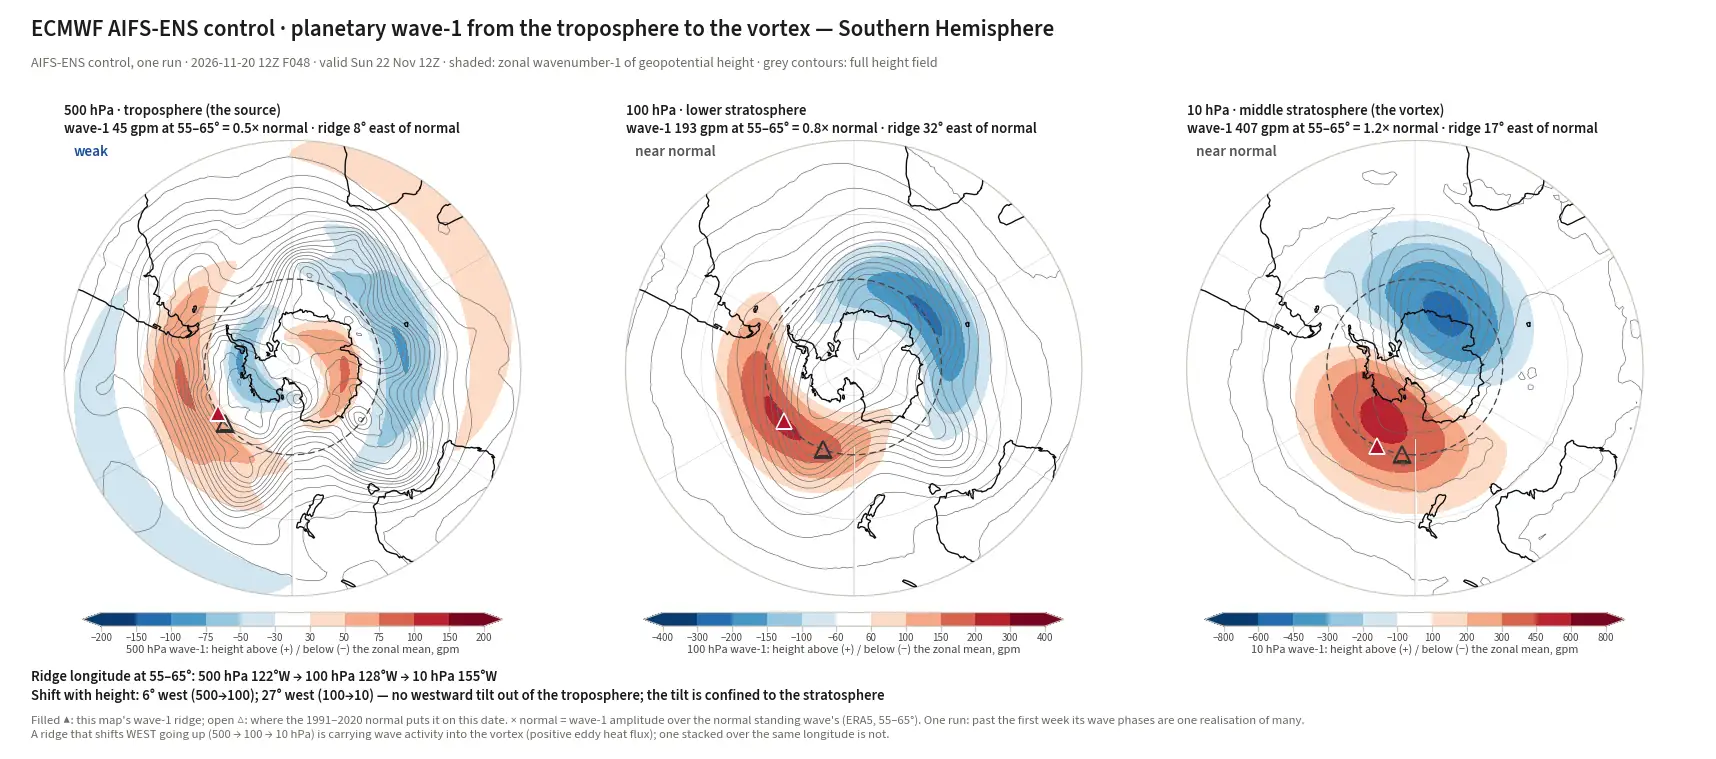 ECMWF AIFS-ENS control · planetary wave-1 from the troposphere to the vortex — Southern Hemisphere
AIFS-ENS control, one run · 2026-11-20 12Z F048 · valid Sun 22 Nov 12Z · shaded: zonal wavenumber-1 of geopotential height · grey contours: full height field
500 hPa · troposphere (the source)
wave-1 45 gpm at 55–65° = 0.5× normal · ridge 8° east of normal
weak
100 hPa · lower stratosphere
wave-1 193 gpm at 55–65° = 0.8× normal · ridge 32° east of normal
near normal
10 hPa · middle stratosphere (the vortex)
wave-1 407 gpm at 55–65° = 1.2× normal · ridge 17° east of normal
near normal
−200 −150 −100 −75 −50 −30 30 50 75 100 150 200
500 hPa wave-1: height above (+) / below (−) the zonal mean, gpm
−400 −300 −200 −150 −100 −60 60 100 150 200 300 400
100 hPa wave-1: height above (+) / below (−) the zonal mean, gpm
−800 −600 −450 −300 −200 −100 100 200 300 450 600 800
10 hPa wave-1: height above (+) / below (−) the zonal mean, gpm
Ridge longitude at 55–65°: 500 hPa 122°W → 100 hPa 128°W → 10 hPa 155°W
Shift with height: 6° west (500→100); 27° west (100→10) — no westward tilt out of the troposphere; the tilt is confined to the stratosphere
Filled ▲: this map's wave-1 ridge; open △: where the 1991–2020 normal puts it on this date. × normal = wave-1 amplitude over the normal standing wave's (ERA5, 55–65°). One run: past the first week its wave phases are one realisation of many.
A ridge that shifts WEST going up (500 → 100 → 10 hPa) is carrying wave activity into the vortex (positive eddy heat flux); one stacked over the same longitude is not.